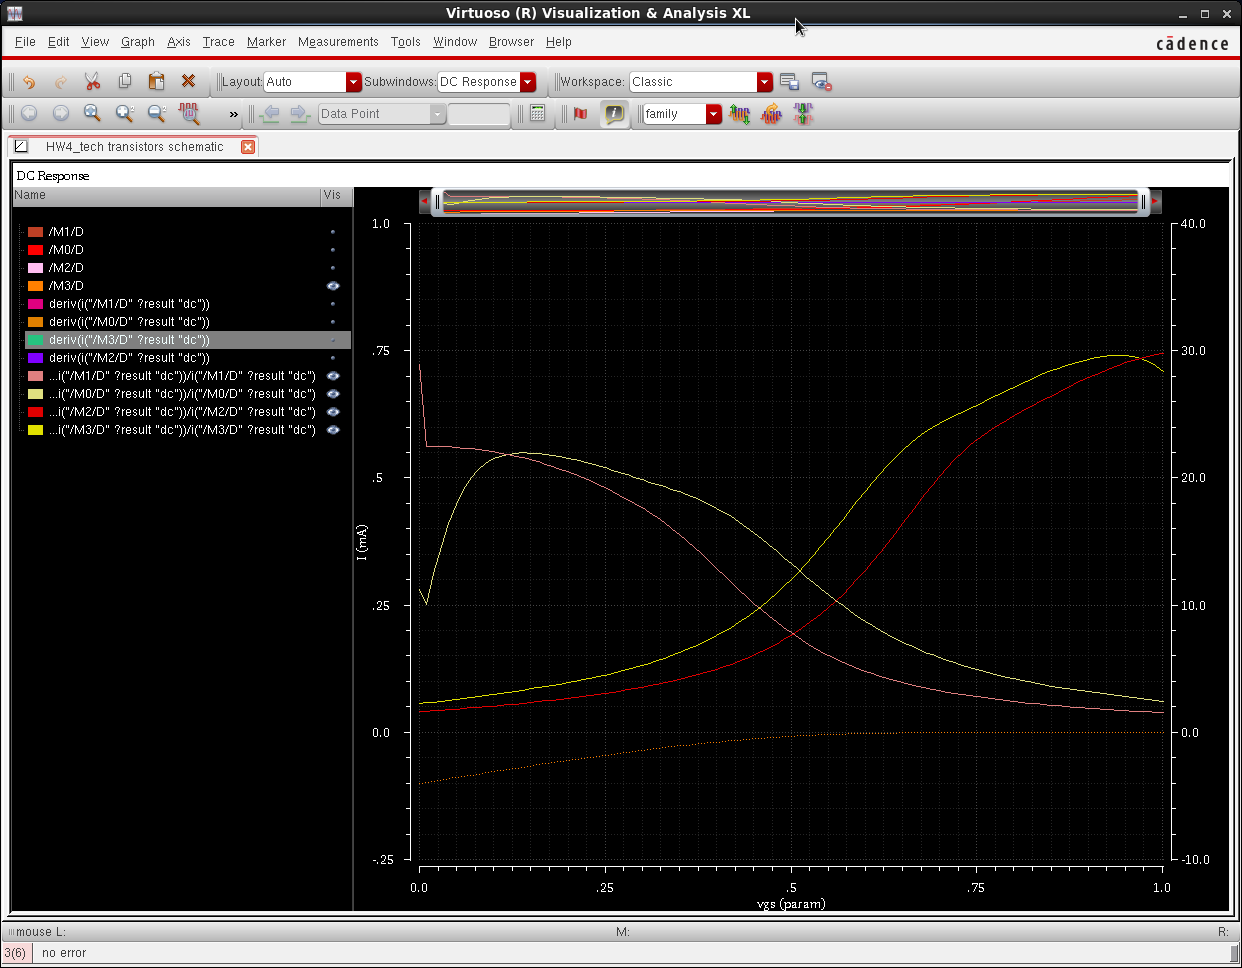 Virtuoso (R) Visualization & Analysis XL
File Edit View Graph Axis Trace Marker Measurements Tools Window Browser Help
cādence
Layout: Auto Subwindows: DC Response Workspace: Classic
» Data Point family
HW4_tech transistors schematic
DC Response
Name Vis
/M1/D
/M0/D
/M2/D
/M3/D
deriv(i("/M1/D" ?result "dc"))
deriv(i("/M0/D" ?result "dc"))
deriv(i("/M3/D" ?result "dc"))
deriv(i("/M2/D" ?result "dc"))
...i("/M1/D" ?result "dc"))/i("/M1/D" ?result "dc")
...i("/M0/D" ?result "dc"))/i("/M0/D" ?result "dc")
...i("/M2/D" ?result "dc"))/i("/M2/D" ?result "dc")
...i("/M3/D" ?result "dc"))/i("/M3/D" ?result "dc")
1.0 40.0
.75 30.0
.5 20.0
I (mA)
.25 10.0
0.0 0.0
-.25 -10.0
0.0 .25 .5 .75 1.0
vgs (param)
mouse L: M: R:
3(6) no error